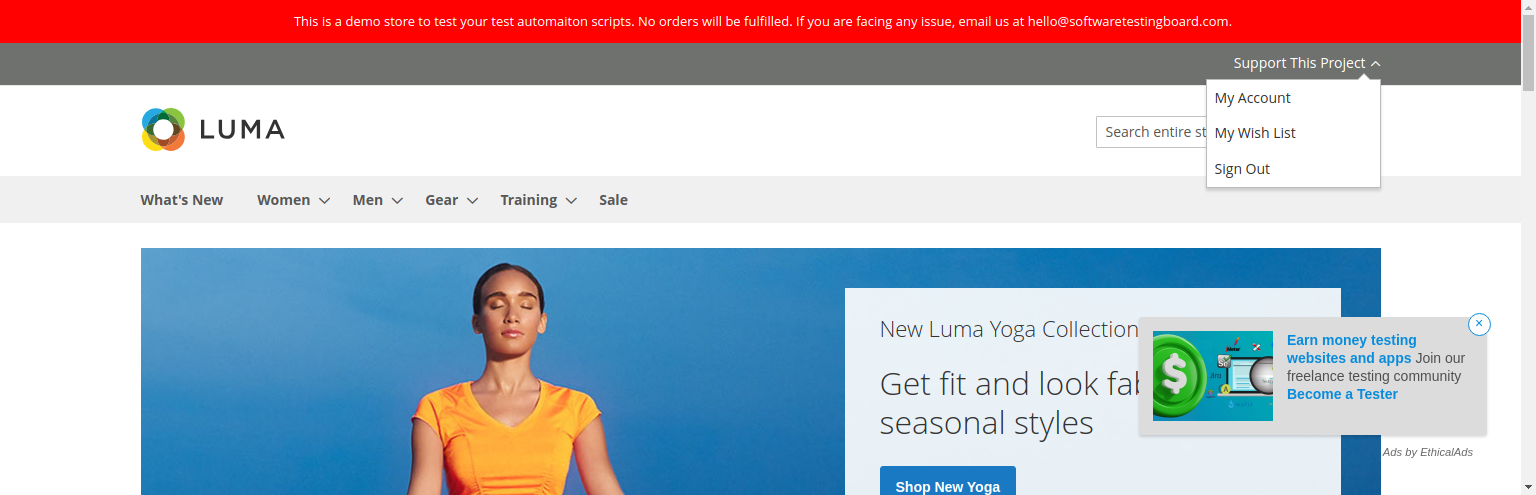 This is a demo store to test your test automaiton scripts. No orders will be fulfilled. If you are facing any issue, email us at hello@softwaretestingboard.com.
Support This Project
My Account
My Wish List
Sign Out
LUMA
Search entire st
What's New Women Men Gear Training Sale
New Luma Yoga Collection
Get fit and look fab
seasonal styles
Shop New Yoga
Earn money testing
websites and apps Join our
freelance testing community
Become a Tester
Ads by EthicalAds